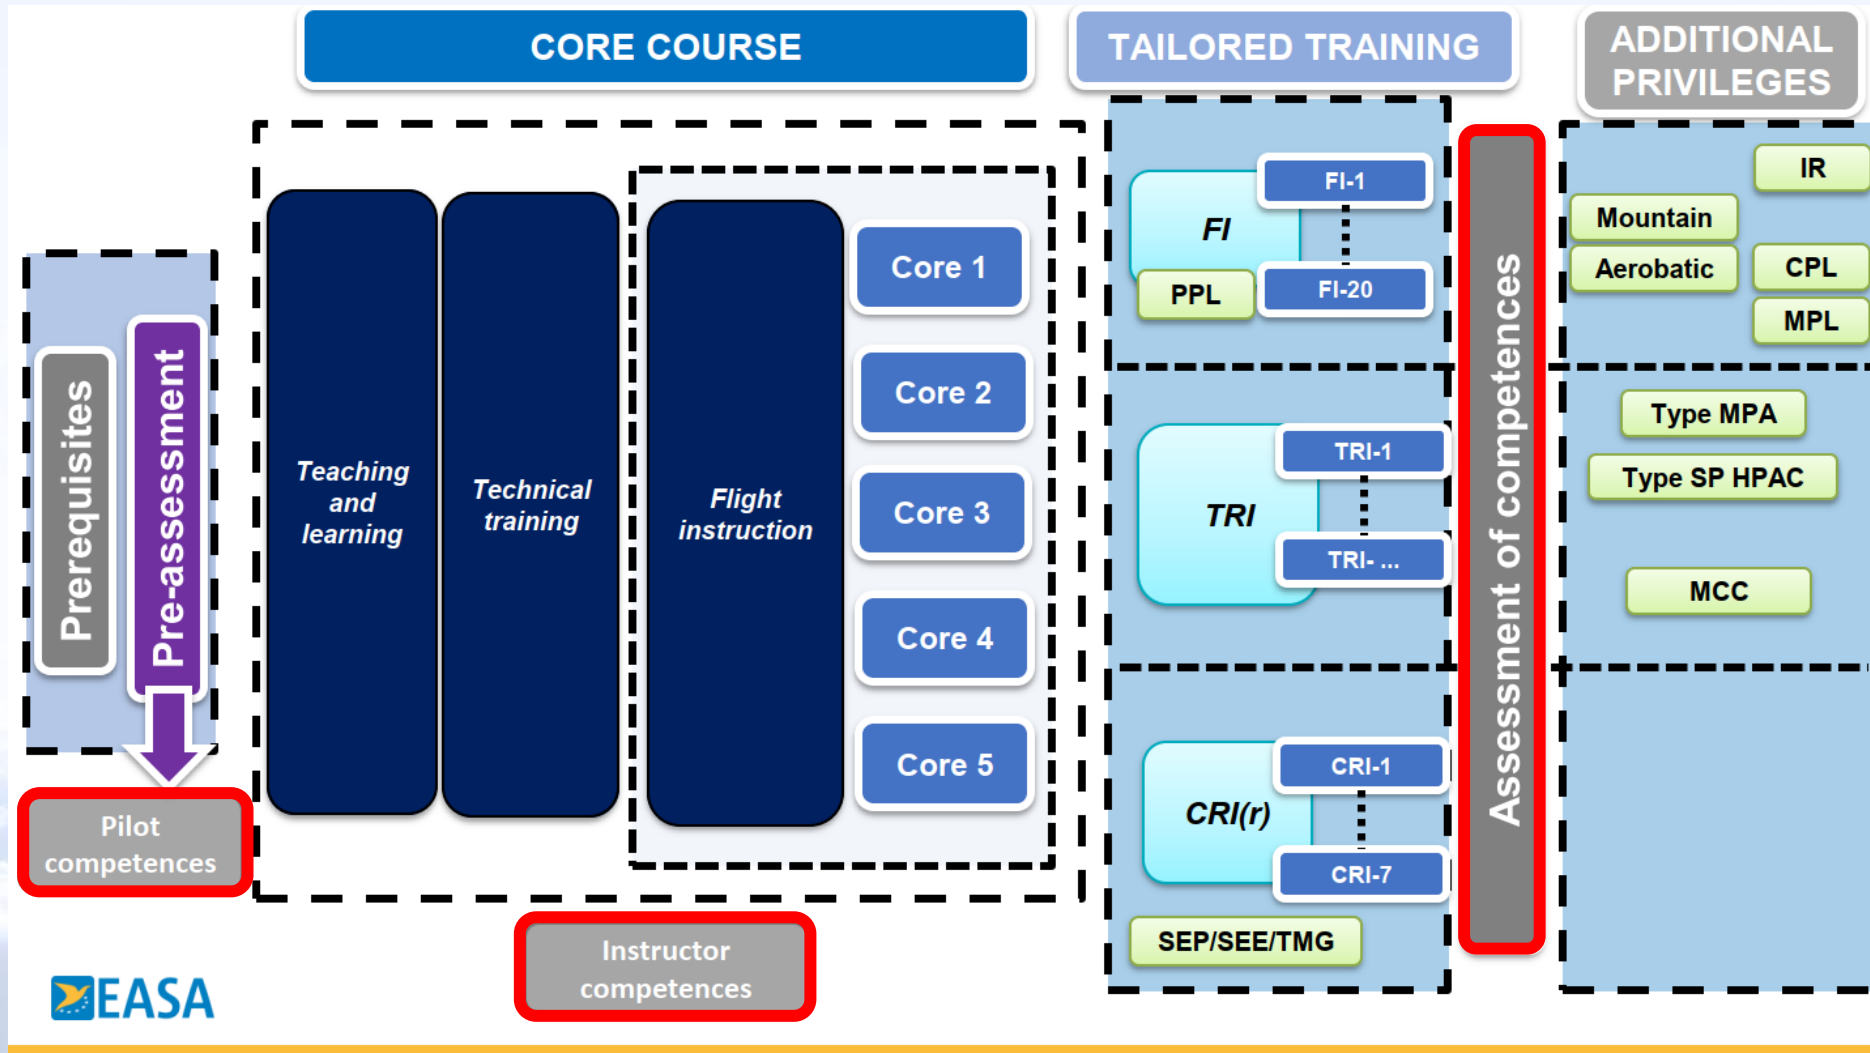 CORE COURSE
TAILORED TRAINING
ADDITIONAL
PRIVILEGES
Prerequisites
Pre-assessment
Pilot
competences
Teaching
and
learning
Technical
training
Flight
instruction
Core 1
Core 2
Core 3
Core 4
Core 5
Instructor
competences
FI
PPL
FI-1
FI-20
TRI
TRI-1
TRI- ...
CRI(r)
CRI-1
CRI-7
SEP/SEE/TMG
Assessment of competences
IR
Mountain
Aerobatic
CPL
MPL
Type MPA
Type SP HPAC
MCC
EASA